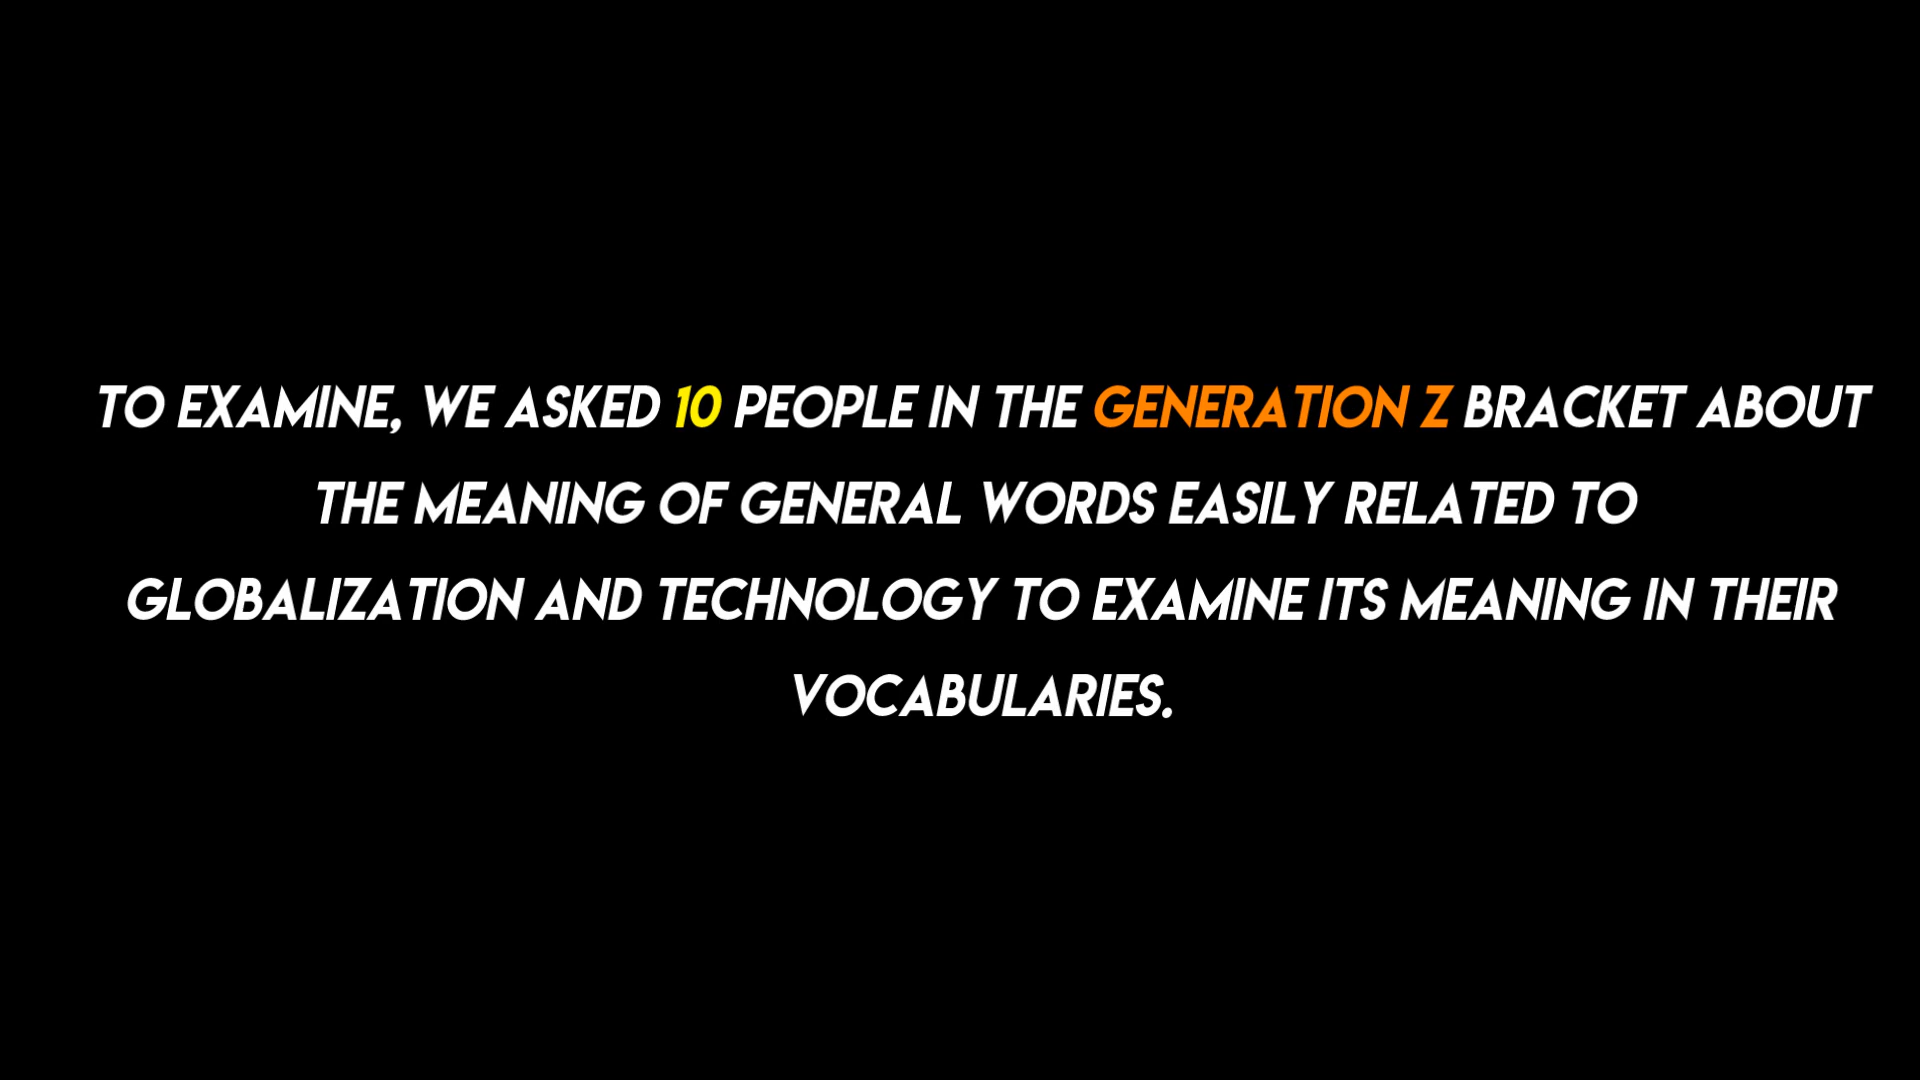 TO EXAMINE, WE ASKED 10 PEOPLE IN THE GENERATION Z BRACKET ABOUT
THE MEANING OF GENERAL WORDS EASILY RELATED TO
GLOBALIZATION AND TECHNOLOGY TO EXAMINE ITS MEANING IN THEIR
VOCABULARIES.